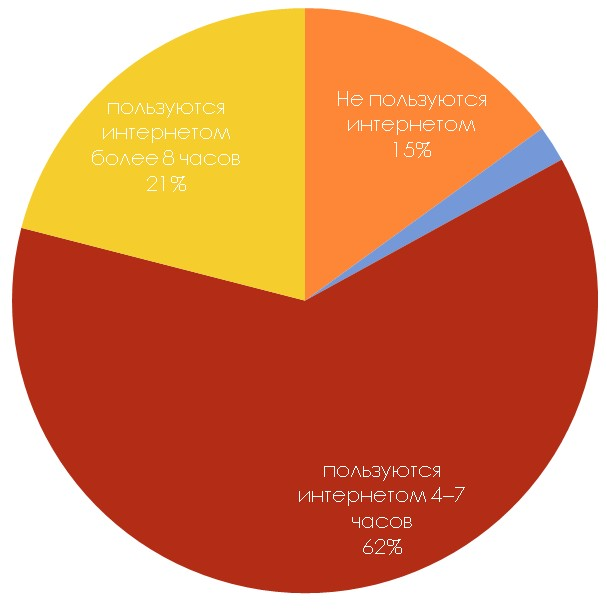 Не пользуются
интернетом
15%
пользуются
интернетом 4–7
часов
62%
пользуются
интернетом
более 8 часов
21%